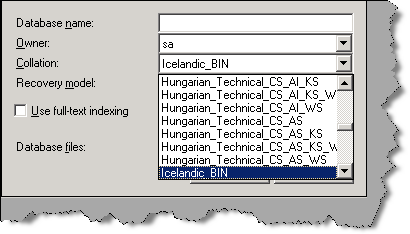 Database name:
Owner:
sa
Collation:
Icelandic_BIN
Recovery model:
Hungarian_Technical_CS_AI_KS
Hungarian_Technical_CS_AI_KS_W
Hungarian_Technical_CS_AI_WS
Hungarian_Technical_CS_AS
Hungarian_Technical_CS_AS_KS
Hungarian_Technical_CS_AS_KS_W
Hungarian_Technical_CS_AS_WS
Icelandic_BIN
Use full-text indexing
Database files: